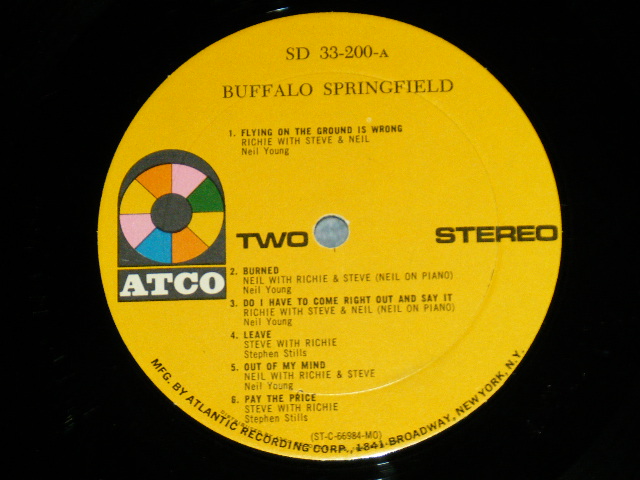 SD 33-200-A
BUFFALO SPRINGFIELD
1. FLYING ON THE GROUND IS WRONG
RICHIE WITH STEVE & NEIL
Neil Young
TWO
STEREO
ATCO
2. BURNED
NEIL WITH RICHIE & STEVE (NEIL ON PIANO)
Neil Young
3. DO I HAVE TO COME RIGHT OUT AND SAY IT
RICHIE WITH STEVE & NEIL (NEIL ON PIANO)
Neil Young
4. LEAVE
STEVE WITH RICHIE
Stephen Stills
5. OUT OF MY MIND
NEIL WITH RICHIE & STEVE
Neil Young
6. PAY THE PRICE
STEVE WITH RICHIE
Stephen Stills
(ST-C-66984-MO)
MFG. BY ATLANTIC RECORDING CORP., 1841 BROADWAY, NEW YORK, N.Y.